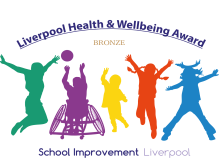 Liverpool Health & Wellbeing Award
BRONZE
School Improvement Liverpool